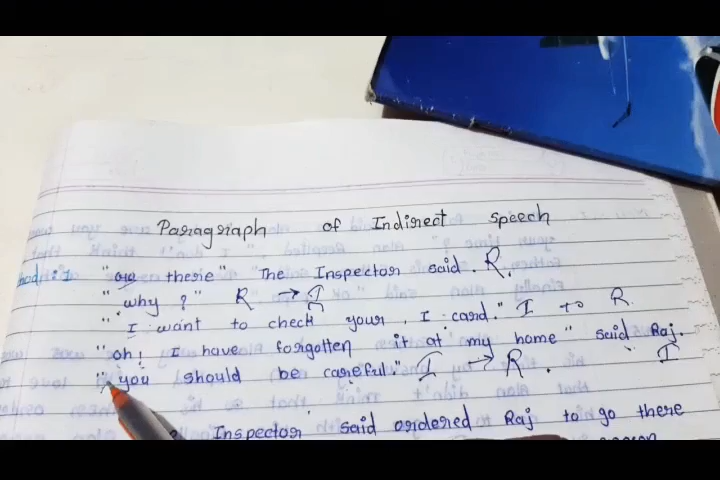 Paragraph of Indirect speech
"Go there" The Inspector said. R.
"why ?" R → I
"I want to check your I card." I to R.
"oh! I have forgotten it at my home" said Raj.
I
"you should be careful." I → R.
Inspector said ordered Raj to go there